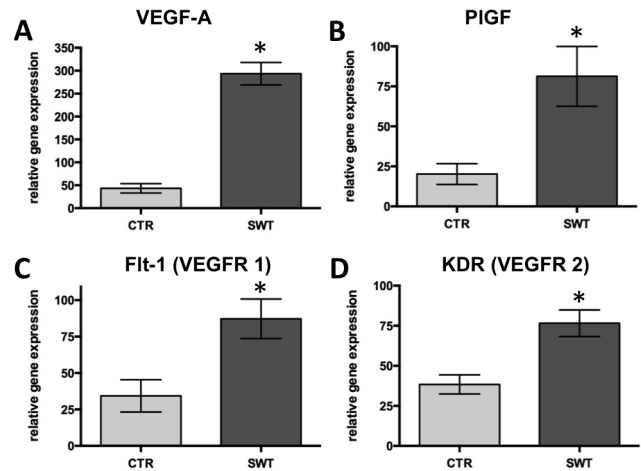 A
VEGF-A
relative gene expression
350
300
250
200
150
100
50
0
*
CTR
SWT
B
PlGF
relative gene expression
100
75
50
25
0
*
CTR
SWT
C
Flt-1 (VEGFR 1)
relative gene expression
100
75
50
25
0
*
CTR
SWT
D
KDR (VEGFR 2)
relative gene expression
100
75
50
25
0
*
CTR
SWT